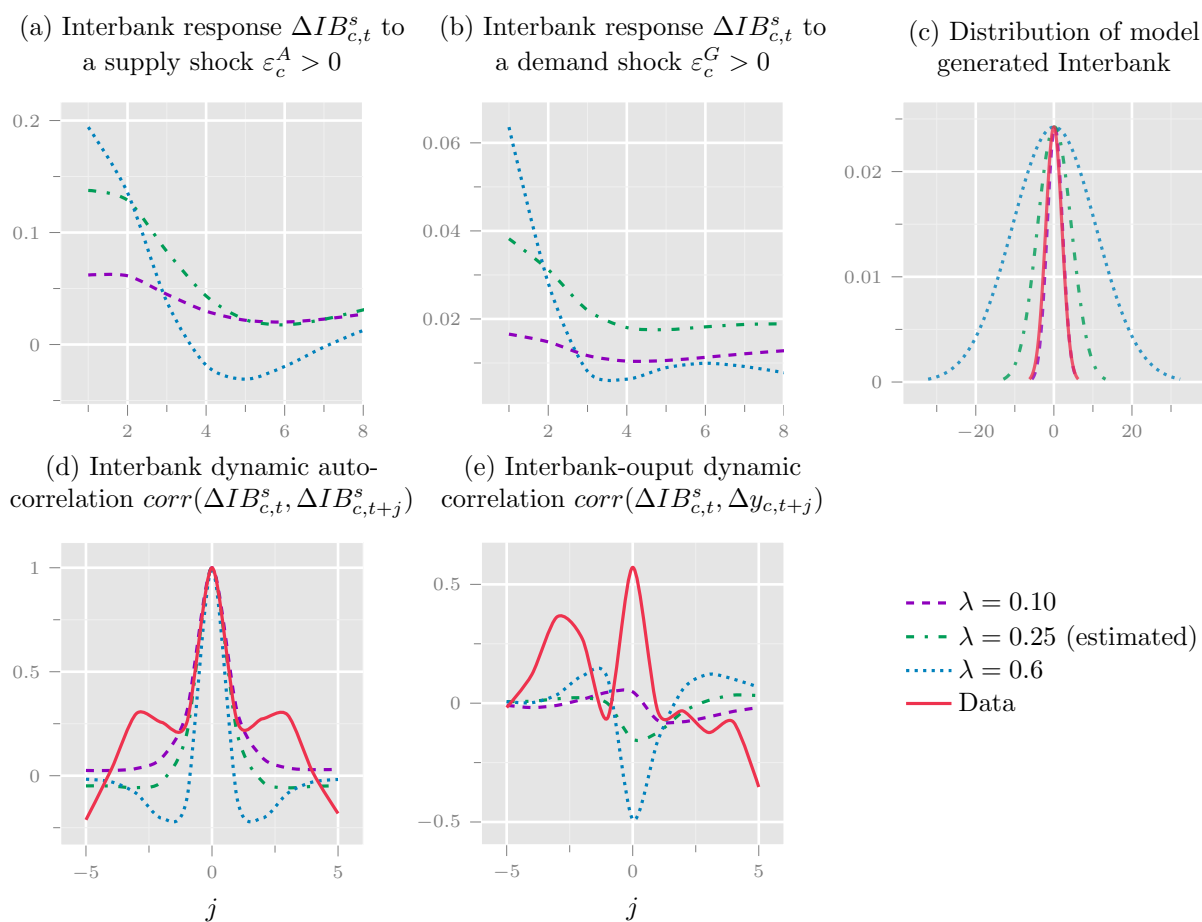 (a) Interbank response ΔIB^s_{c,t} to
a supply shock ε^A_c > 0
(b) Interbank response ΔIB^s_{c,t} to
a demand shock ε^G_c > 0
(c) Distribution of model
generated Interbank
0.2
0.1
0
2
4
6
8
0.06
0.04
0.02
2
4
6
8
0.02
0.01
0
−20
0
20
(d) Interbank dynamic auto-
correlation corr(ΔIB^s_{c,t}, ΔIB^s_{c,t+j})
(e) Interbank-ouput dynamic
correlation corr(ΔIB^s_{c,t}, Δy_{c,t+j})
1
0.5
0
−5
0
5
j
0.5
0
−0.5
−5
0
5
j
λ = 0.10
λ = 0.25 (estimated)
λ = 0.6
Data